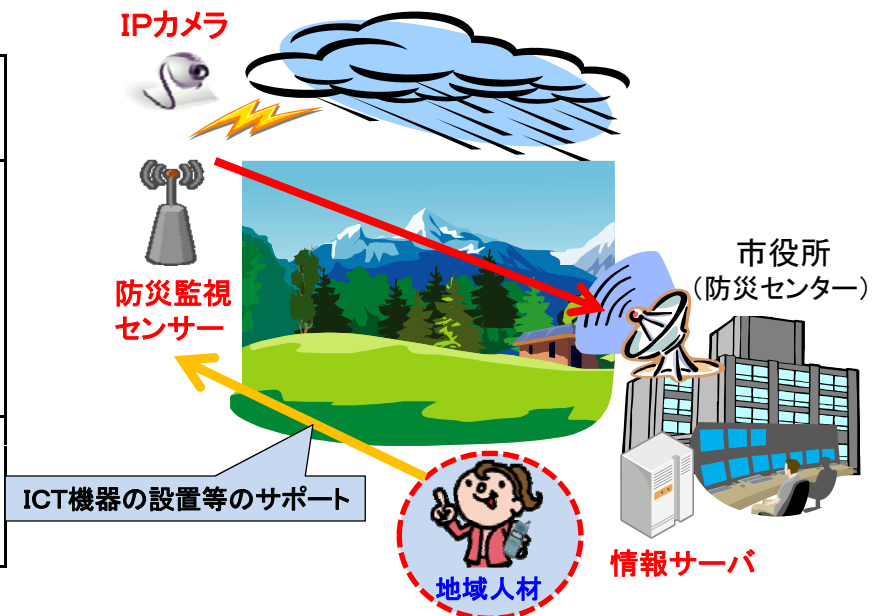 IPカメラ
防災監視
センサー
市役所
（防災センター）
ICT機器の設置等のサポート
地域人材
情報サーバ